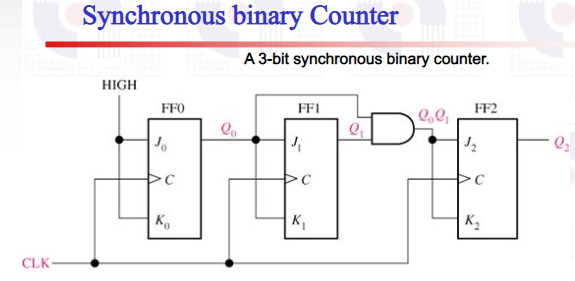 Synchronous binary Counter
A 3-bit synchronous binary counter.
HIGH
FF0 FF1 FF2
Q₀ Q₁ Q₀Q₁ Q₂
J₀ J₁ J₂
C C C
K₀ K₁ K₂
CLK